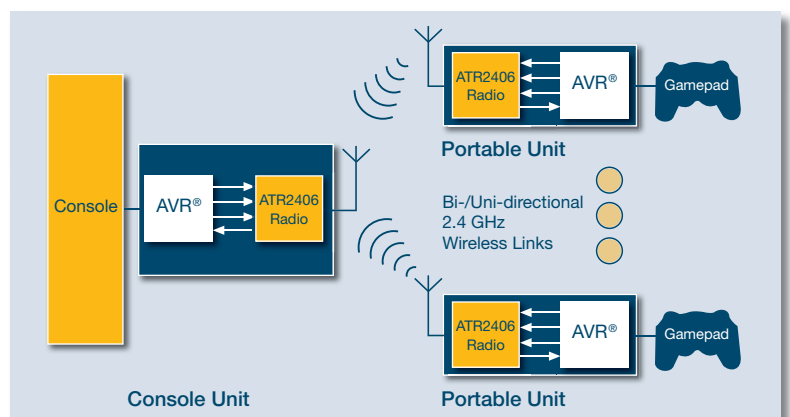 Console
AVR®
ATR2406
Radio
Console Unit
ATR2406
Radio
AVR®
Gamepad
Portable Unit
Bi-/Uni-directional
2.4 GHz
Wireless Links
ATR2406
Radio
AVR®
Gamepad
Portable Unit